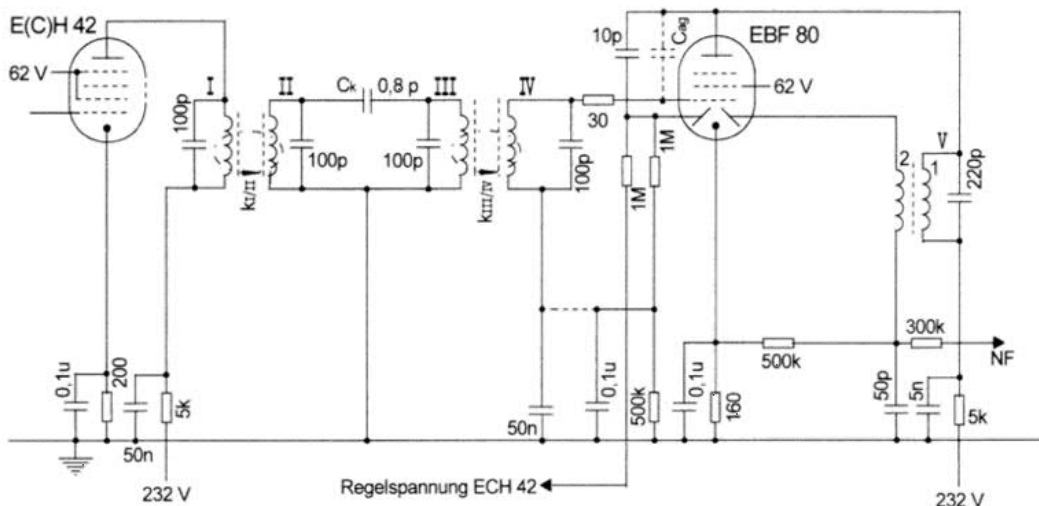 E(C)H 42
62 V
100p
I
II
k I/II
100p
Cₖ
0,8 p
100p
III
IV
k III/IV
100p
30
10p
Cag
EBF 80
62 V
1M
1M
2
1
V
220p
0,1u
200
50n
5k
232 V
50n
0,1u
500k
0,1u
160
500k
50p
300k
NF
5n
5k
232 V
Regelspannung ECH 42